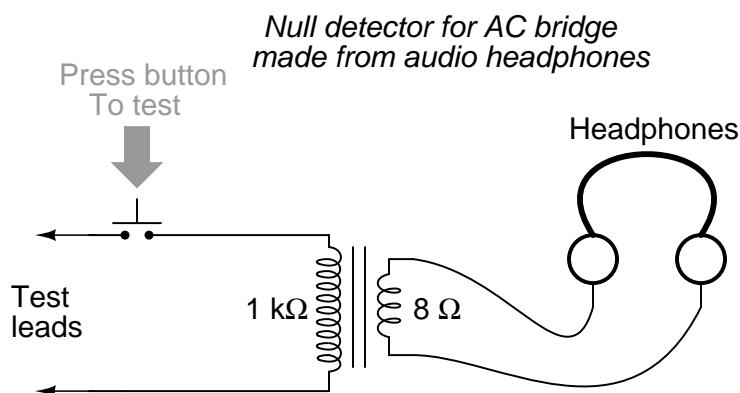 Null detector for AC bridge
made from audio headphones
Press button
To test
Headphones
Test
leads
1 kΩ
8 Ω